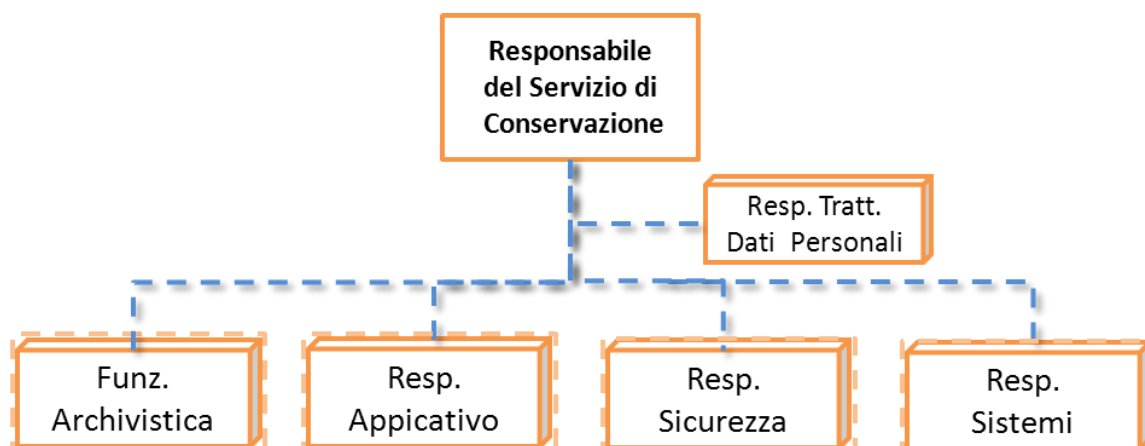 Responsabile
del Servizio di
Conservazione
Resp. Tratt.
Dati Personali
Funz.
Archivistica
Resp.
Appicativo
Resp.
Sicurezza
Resp.
Sistemi